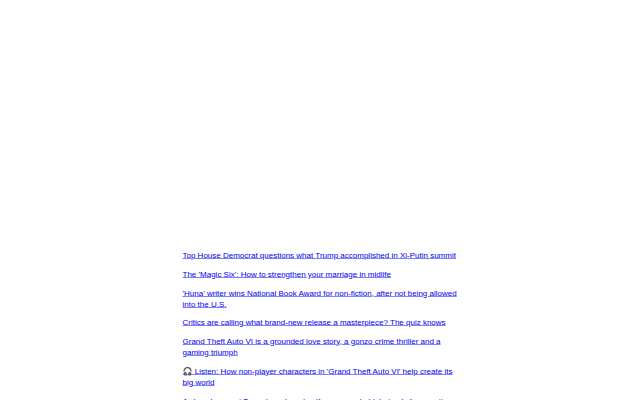 Top House Democrat questions what Trump accomplished in Xi-Putin summit
The 'Magic Six': How to strengthen your marriage in midlife
'Huna' writer wins National Book Award for non-fiction, after not being allowed
into the U.S.
Critics are calling what brand-new release a masterpiece? The quiz knows
Grand Theft Auto VI is a grounded love story, a gonzo crime thriller and a
gaming triumph
🎧 Listen: How non-player characters in 'Grand Theft Auto VI' help create its
big world